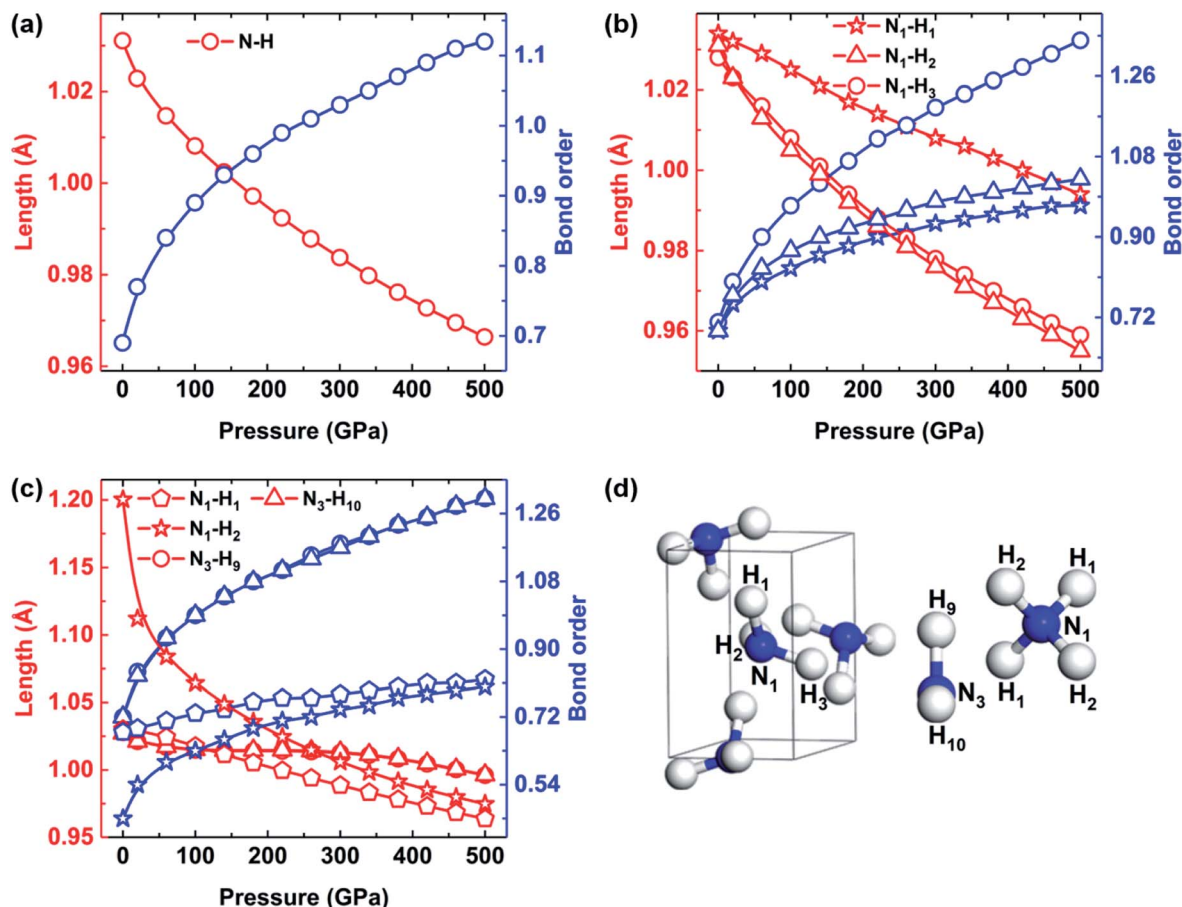 (a)
N-H
Length (Å)
1.02
1.00
0.98
0.96
Bond order
1.1
1.0
0.9
0.8
0.7
0 100 200 300 400 500
Pressure (GPa)
(b)
N1-H1
N1-H2
N1-H3
Length (Å)
1.02
1.00
0.98
0.96
Bond order
1.26
1.08
0.90
0.72
0 100 200 300 400 500
Pressure (GPa)
(c)
N1-H1 N3-H10
N1-H2
N3-H9
Length (Å)
1.20
1.15
1.10
1.05
1.00
0.95
Bond order
1.26
1.08
0.90
0.72
0.54
0 100 200 300 400 500
Pressure (GPa)
(d)
H1
H2
N1
H3
H9
N3
H10
H2 H1
N1
H1 H2